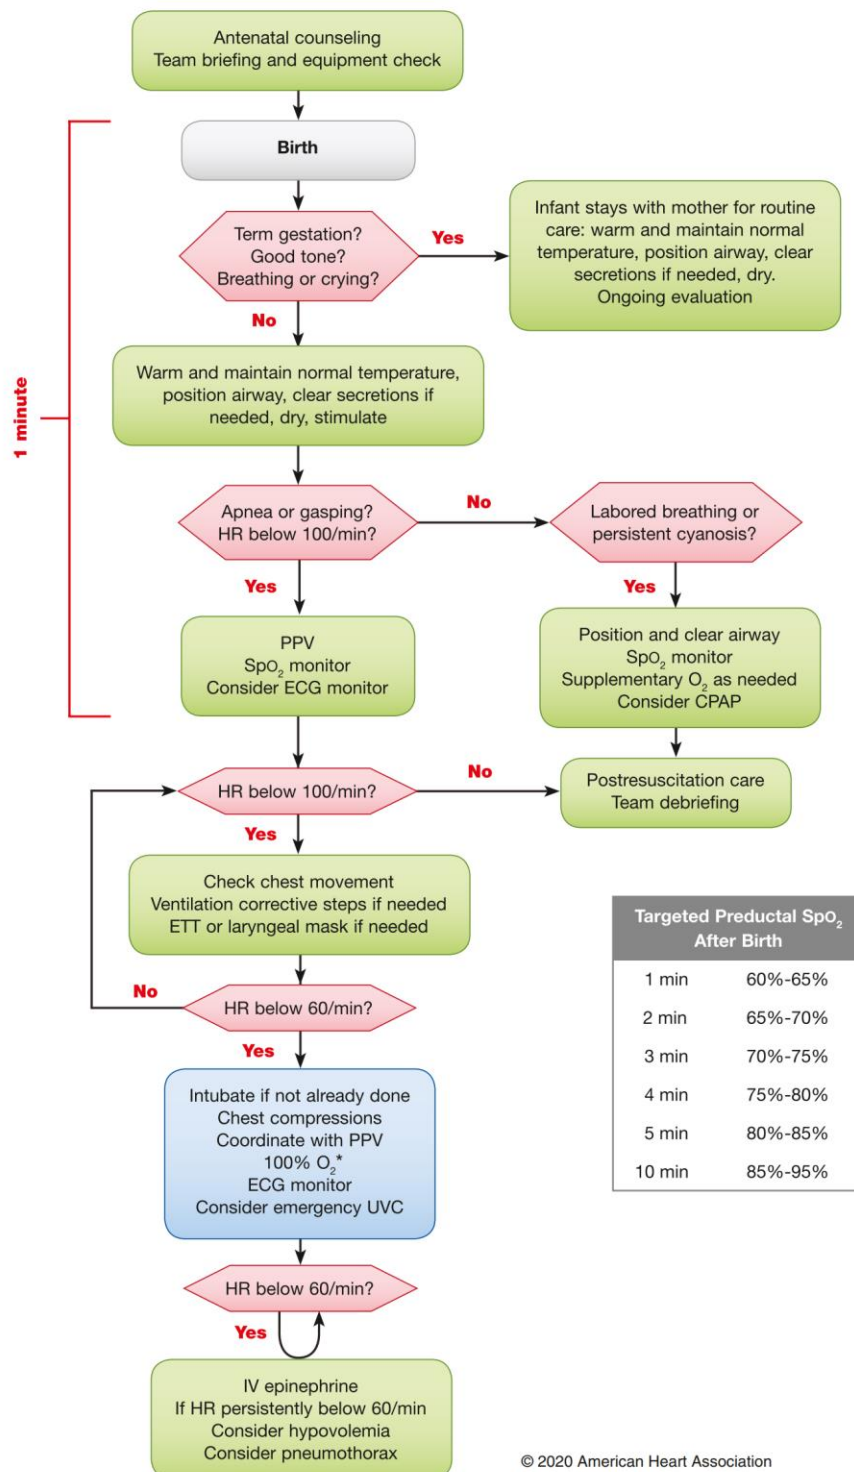 Antenatal counseling
Team briefing and equipment check
Birth
1 minute
Term gestation?
Good tone?
Breathing or crying?
Yes
Infant stays with mother for routine
care: warm and maintain normal
temperature, position airway, clear
secretions if needed, dry.
Ongoing evaluation
No
Warm and maintain normal temperature,
position airway, clear secretions if
needed, dry, stimulate
Apnea or gasping?
HR below 100/min?
No
Labored breathing or
persistent cyanosis?
Yes
Yes
PPV
SpO₂ monitor
Consider ECG monitor
Position and clear airway
SpO₂ monitor
Supplementary O₂ as needed
Consider CPAP
HR below 100/min?
No
Postresuscitation care
Team debriefing
Yes
Check chest movement
Ventilation corrective steps if needed
ETT or laryngeal mask if needed
No
HR below 60/min?
Yes
Intubate if not already done
Chest compressions
Coordinate with PPV
100% O₂*
ECG monitor
Consider emergency UVC
HR below 60/min?
Yes
IV epinephrine
If HR persistently below 60/min
Consider hypovolemia
Consider pneumothorax
Targeted Preductal SpO₂
After Birth
1 min 60%-65%
2 min 65%-70%
3 min 70%-75%
4 min 75%-80%
5 min 80%-85%
10 min 85%-95%
© 2020 American Heart Association